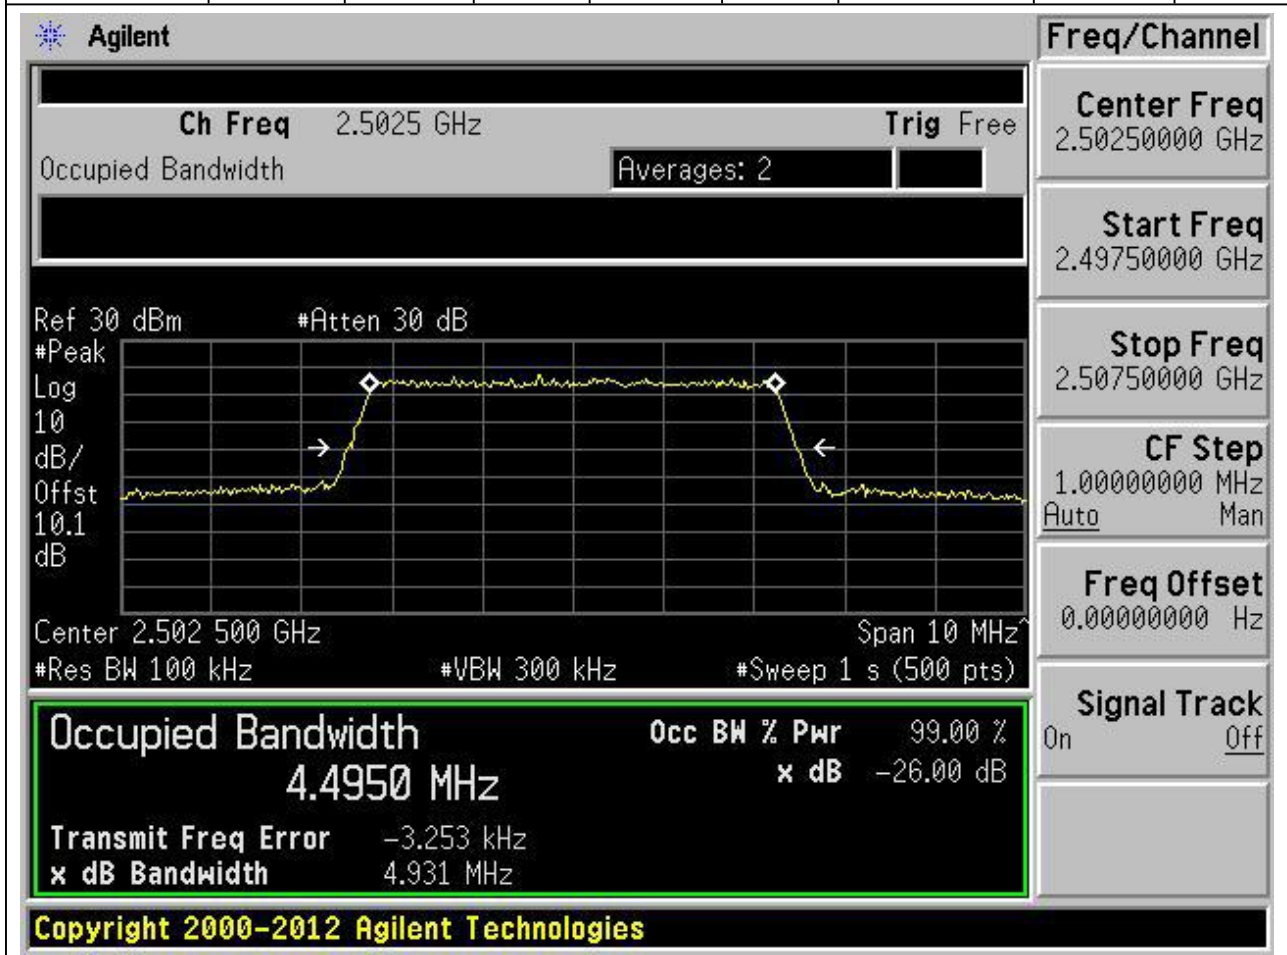 Agilent
Freq/Channel
Ch Freq 2.5025 GHz Trig Free
Occupied Bandwidth Averages: 2
Center Freq
2.50250000 GHz
Start Freq
2.49750000 GHz
Stop Freq
2.50750000 GHz
CF Step
1.00000000 MHz
Auto Man
Freq Offset
0.00000000 Hz
Signal Track
On Off
Ref 30 dBm #Atten 30 dB
#Peak
Log
10
dB/
Offst
10.1
dB
Center 2.502 500 GHz Span 10 MHz^
#Res BW 100 kHz #VBW 300 kHz #Sweep 1 s (500 pts)
Occupied Bandwidth
4.4950 MHz
Occ BW % Pwr 99.00 %
x dB -26.00 dB
Transmit Freq Error -3.253 kHz
x dB Bandwidth 4.931 MHz
Copyright 2000-2012 Agilent Technologies